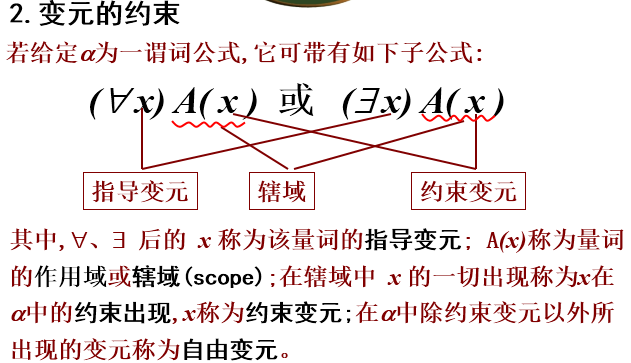 2.变元的约束
若给定α为一谓词公式,它可带有如下子公式:
(∀x)A(x) 或 (∃x)A(x)
指导变元 辖域 约束变元
其中,∀、∃ 后的 x 称为该量词的指导变元; A(x)称为量词
的作用域或辖域(scope);在辖域中 x 的一切出现称为x在
α中的约束出现,x称为约束变元;在α中除约束变元以外所
出现的变元称为自由变元。